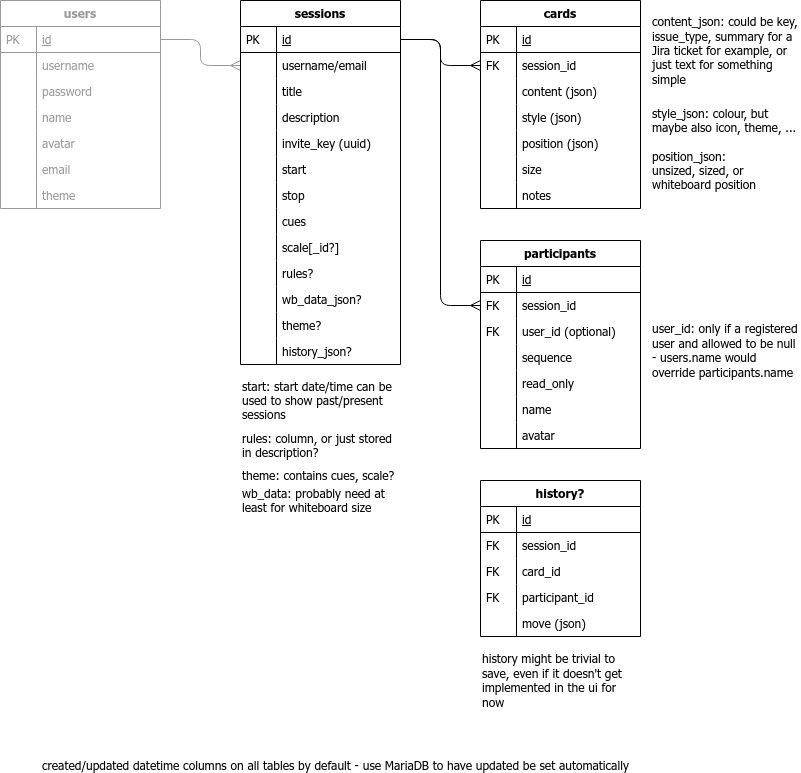 users
PK id
username
password
name
avatar
email
theme
sessions
PK id
username/email
title
description
invite_key (uuid)
start
stop
cues
scale[_id?]
rules?
wb_data_json?
theme?
history_json?
start: start date/time can be
used to show past/present
sessions
rules: column, or just stored
in description?
theme: contains cues, scale?
wb_data: probably need at
least for whiteboard size
cards
PK id
FK session_id
content (json)
style (json)
position (json)
size
notes
content_json: could be key,
issue_type, summary for a
Jira ticket for example, or
just text for something
simple
style_json: colour, but
maybe also icon, theme, ...
position_json:
unsized, sized, or
whiteboard position
participants
PK id
FK session_id
FK user_id (optional)
sequence
read_only
name
avatar
user_id: only if a registered
user and allowed to be null
- users.name would
override participants.name
history?
PK id
FK session_id
FK card_id
FK participant_id
move (json)
history might be trivial to
save, even if it doesn't get
implemented in the ui for
now
created/updated datetime columns on all tables by default - use MariaDB to have updated be set automatically